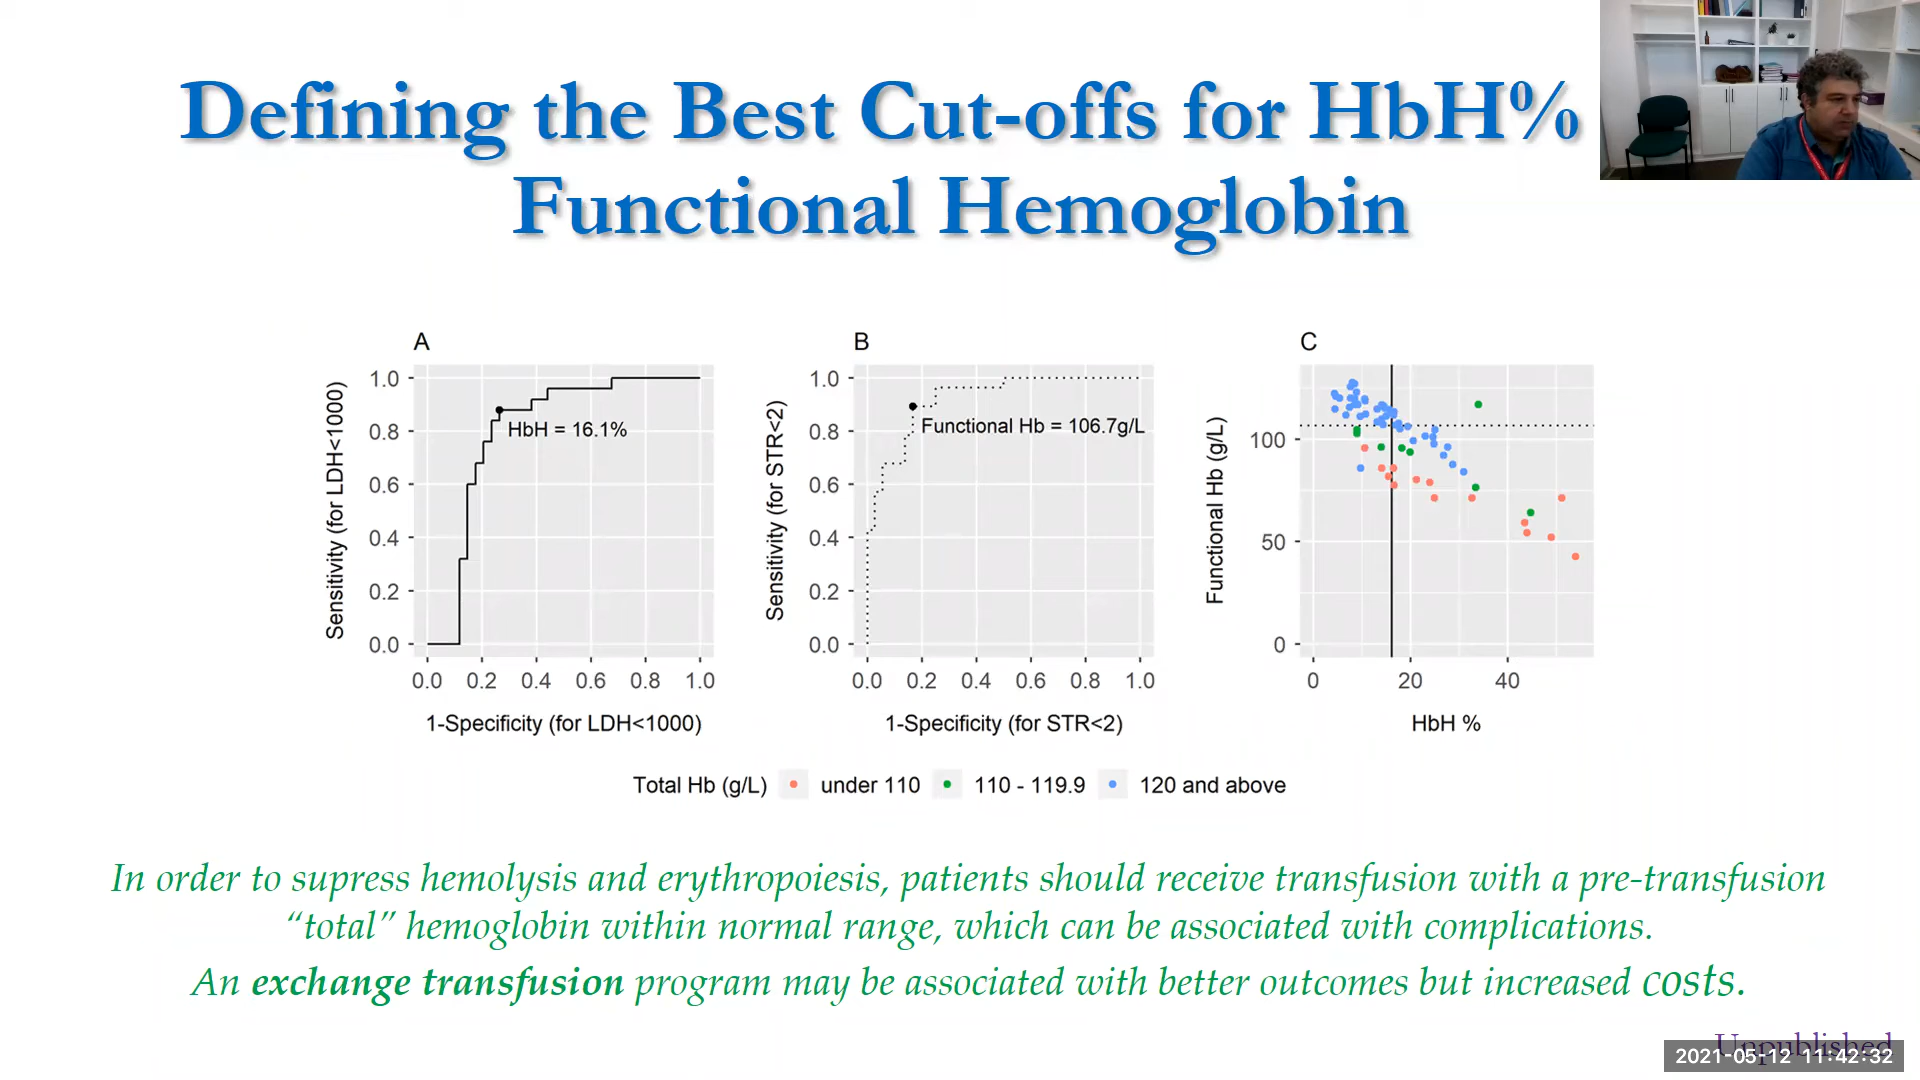 Defining the Best Cut-offs for HbH%
Functional Hemoglobin
A
Sensitivity (for LDH<1000)
1.0
0.8
0.6
0.4
0.2
0.0
HbH = 16.1%
0.0 0.2 0.4 0.6 0.8 1.0
1-Specificity (for LDH<1000)
B
Sensitivity (for STR<2)
1.0
0.8
0.6
0.4
0.2
0.0
Functional Hb = 106.7g/L
0.0 0.2 0.4 0.6 0.8 1.0
1-Specificity (for STR<2)
C
Functional Hb (g/L)
100
50
0
0 20 40
HbH %
Total Hb (g/L) under 110 110 - 119.9 120 and above
In order to supress hemolysis and erythropoiesis, patients should receive transfusion with a pre-transfusion
“total” hemoglobin within normal range, which can be associated with complications.
An exchange transfusion program may be associated with better outcomes but increased costs.
Unpublished
2021-05-12 11:42:32